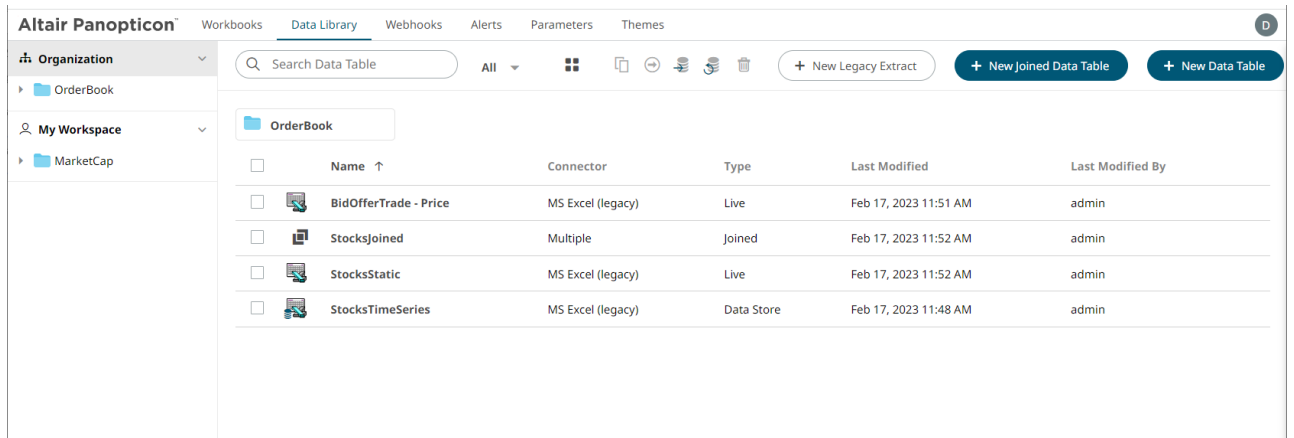 Altair Panopticon™ Workbooks Data Library Webhooks Alerts Parameters Themes D
Organization
OrderBook
My Workspace
MarketCap
Search Data Table All + New Legacy Extract + New Joined Data Table + New Data Table
OrderBook
Name ↑ Connector Type Last Modified Last Modified By
BidOfferTrade - Price MS Excel (legacy) Live Feb 17, 2023 11:51 AM admin
StocksJoined Multiple Joined Feb 17, 2023 11:52 AM admin
StocksStatic MS Excel (legacy) Live Feb 17, 2023 11:52 AM admin
StocksTimeSeries MS Excel (legacy) Data Store Feb 17, 2023 11:48 AM admin